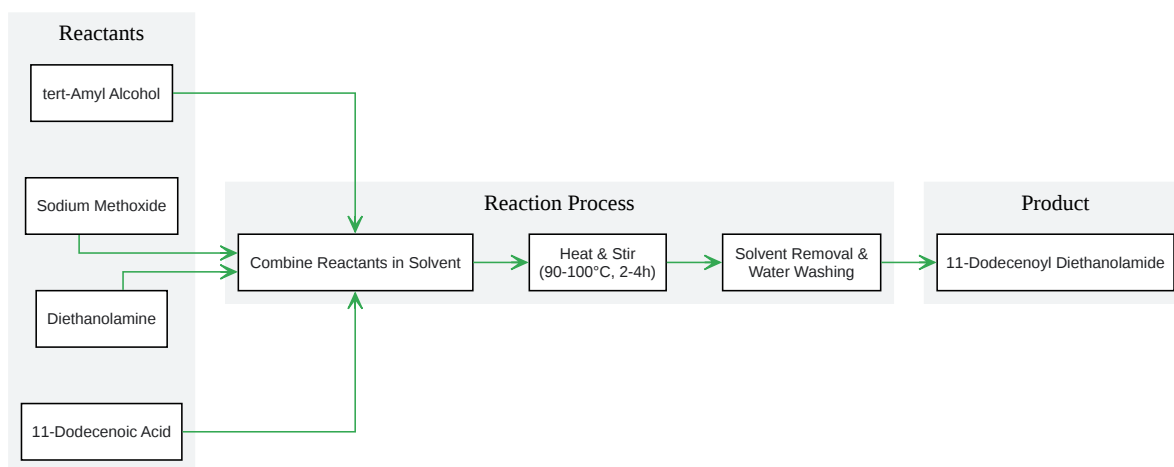 Reactants
tert-Amyl Alcohol
Sodium Methoxide
Diethanolamine
11-Dodecenoic Acid
Reaction Process
Combine Reactants in Solvent
Heat & Stir
(90-100°C, 2-4h)
Solvent Removal &
Water Washing
Product
11-Dodecenoyl Diethanolamide